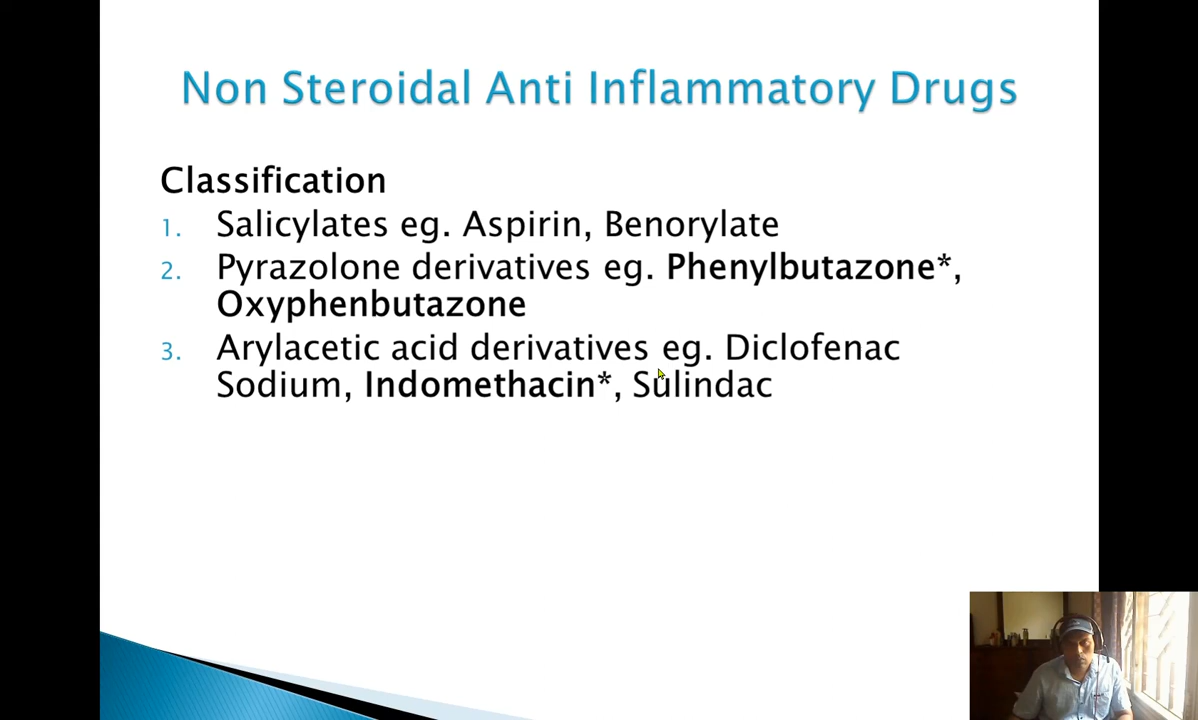 Non Steroidal Anti Inflammatory Drugs
Classification
1. Salicylates eg. Aspirin, Benorylate
2. Pyrazolone derivatives eg. Phenylbutazone*,
Oxyphenbutazone
3. Arylacetic acid derivatives eg. Diclofenac
Sodium, Indomethacin*, Sulindac